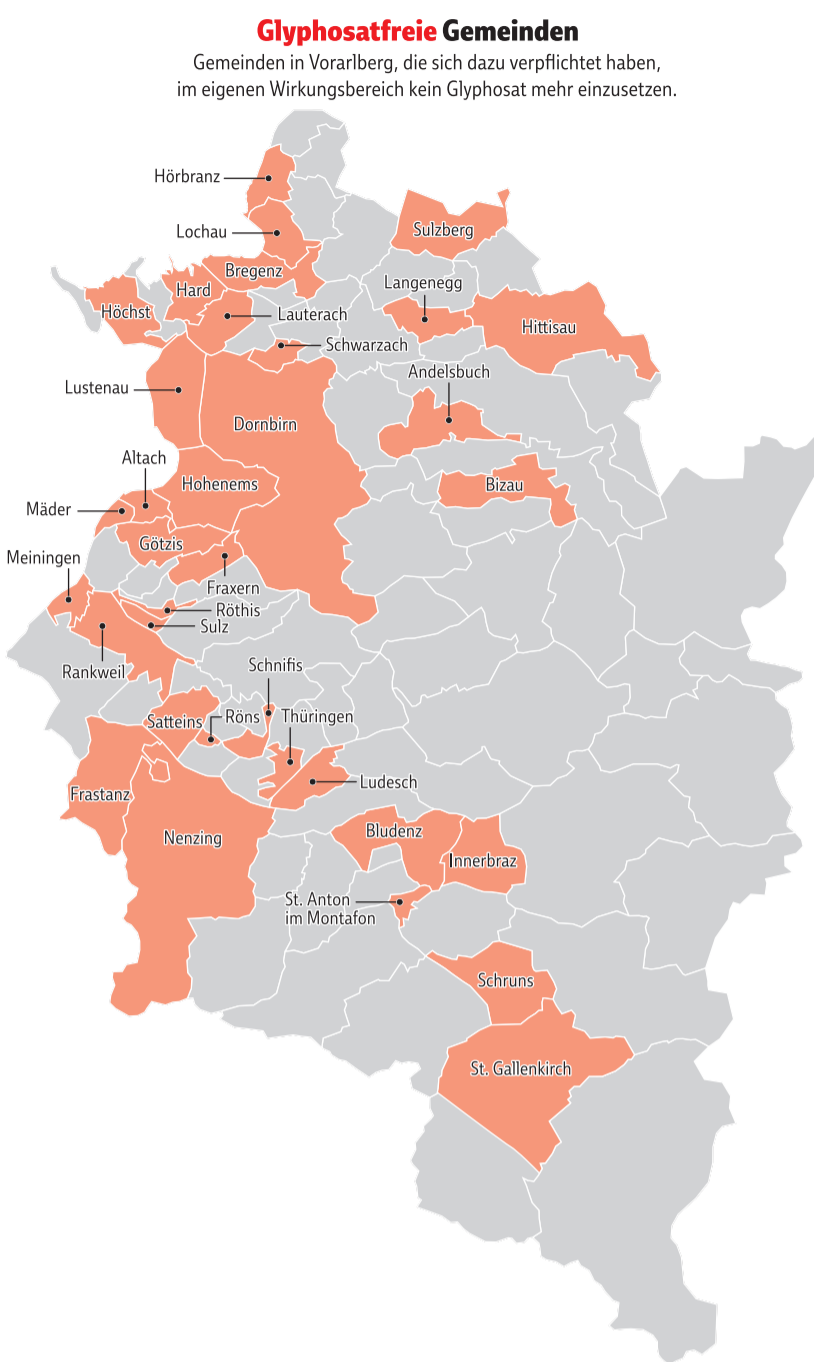 Glyphosatfreie Gemeinden
Gemeinden in Vorarlberg, die sich dazu verpflichtet haben,
im eigenen Wirkungsbereich kein Glyphosat mehr einzusetzen.
Hörbranz
Lochau
Sulzberg
Bregenz
Langenegg
Hard
Höchst
Lauterach
Hittisau
Schwarzach
Andelsbuch
Lustenau
Dornbirn
Altach
Hohenems
Bizau
Mäder
Götzis
Meiningen
Fraxern
Röthis
Sulz
Rankweil
Schnifis
Satteins
Röns
Thüringen
Ludesch
Frastanz
Nenzing
Bludenz
Innerbraz
St. Anton
im Montafon
Schruns
St. Gallenkirch